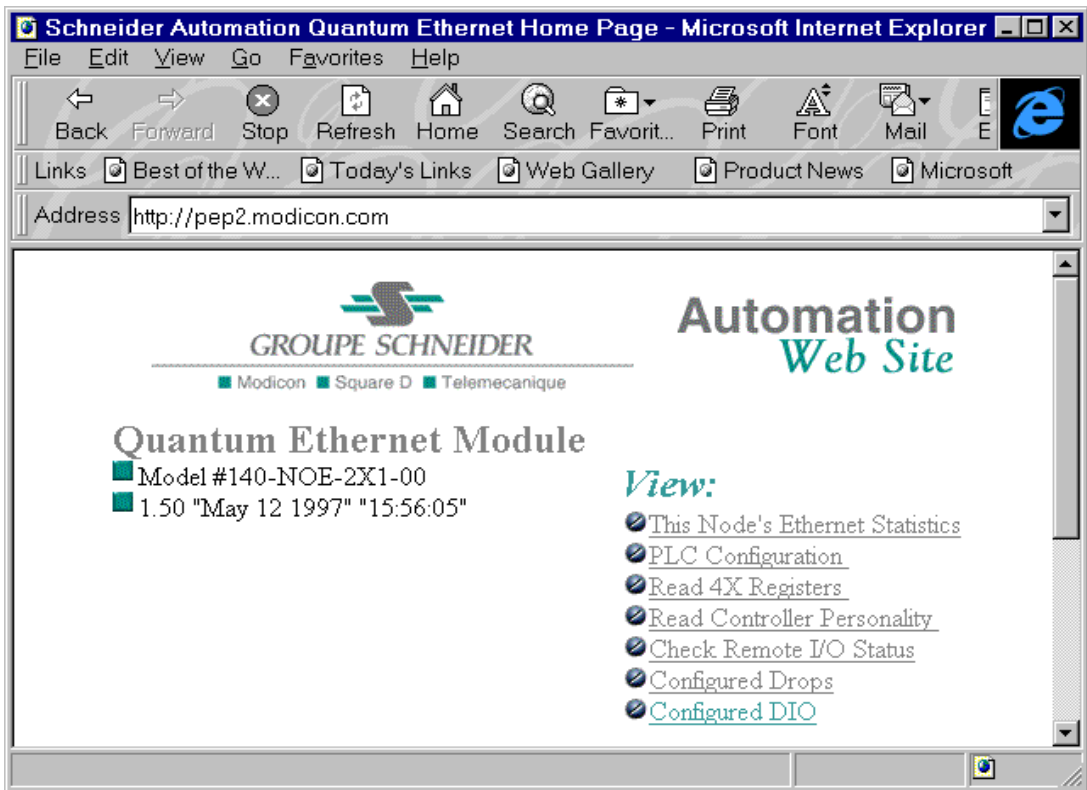 Schneider Automation Quantum Ethernet Home Page - Microsoft Internet Explorer
File Edit View Go Favorites Help
Back Forward Stop Refresh Home Search Favorit... Print Font Mail E
Links Best of the W... Today's Links Web Gallery Product News Microsoft
Address http://pep2.modicon.com
GROUPE SCHNEIDER
Modicon Square D Telemecanique
Automation
Web Site
Quantum Ethernet Module
Model #140-NOE-2X1-00
1.50 "May 12 1997" "15:56:05"
View:
This Node's Ethernet Statistics
PLC Configuration
Read 4X Registers
Read Controller Personality
Check Remote I/O Status
Configured Drops
Configured DIO